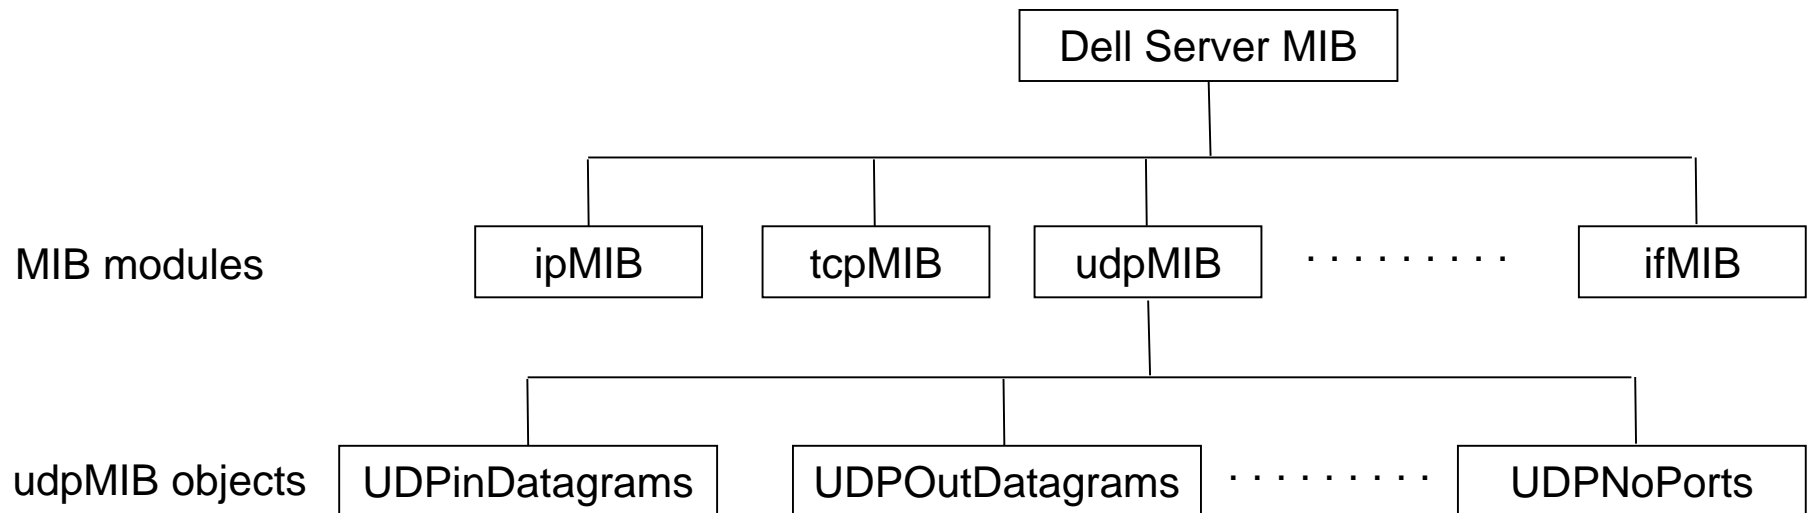 Dell Server MIB
MIB modules ipMIB tcpMIB udpMIB . . . . . . . . . ifMIB
udpMIB objects UDPinDatagrams UDPOutDatagrams . . . . . . . . . UDPNoPorts